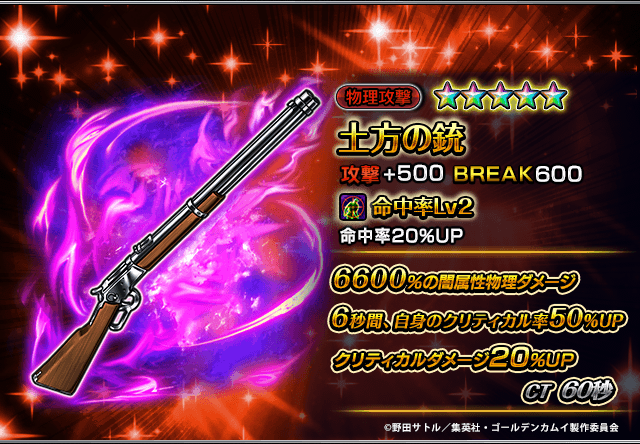 物理攻撃
土方の銃
攻撃+500 BREAK600
命中率Lv2
命中率20%UP
6600%の闇属性物理ダメージ
6秒間、自身のクリティカル率50%UP
クリティカルダメージ20%UP
CT 60秒
©野田サトル／集英社・ゴールデンカムイ製作委員会